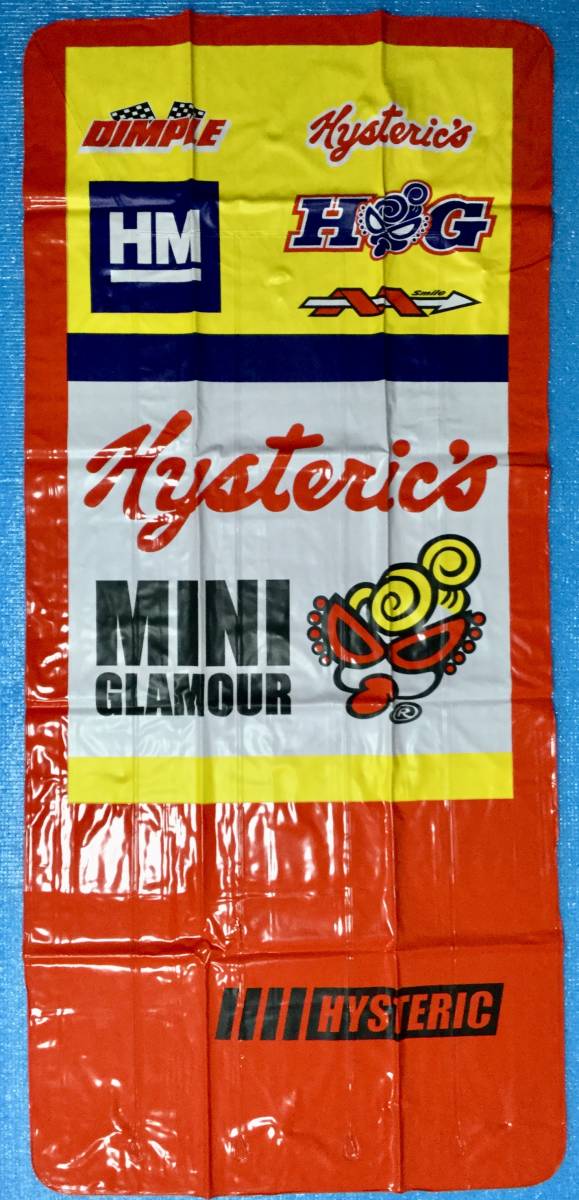 DIMPLE
Hysteric's
HM
HG
Smile
Hysteric's
MINI
GLAMOUR
®
HYSTERIC